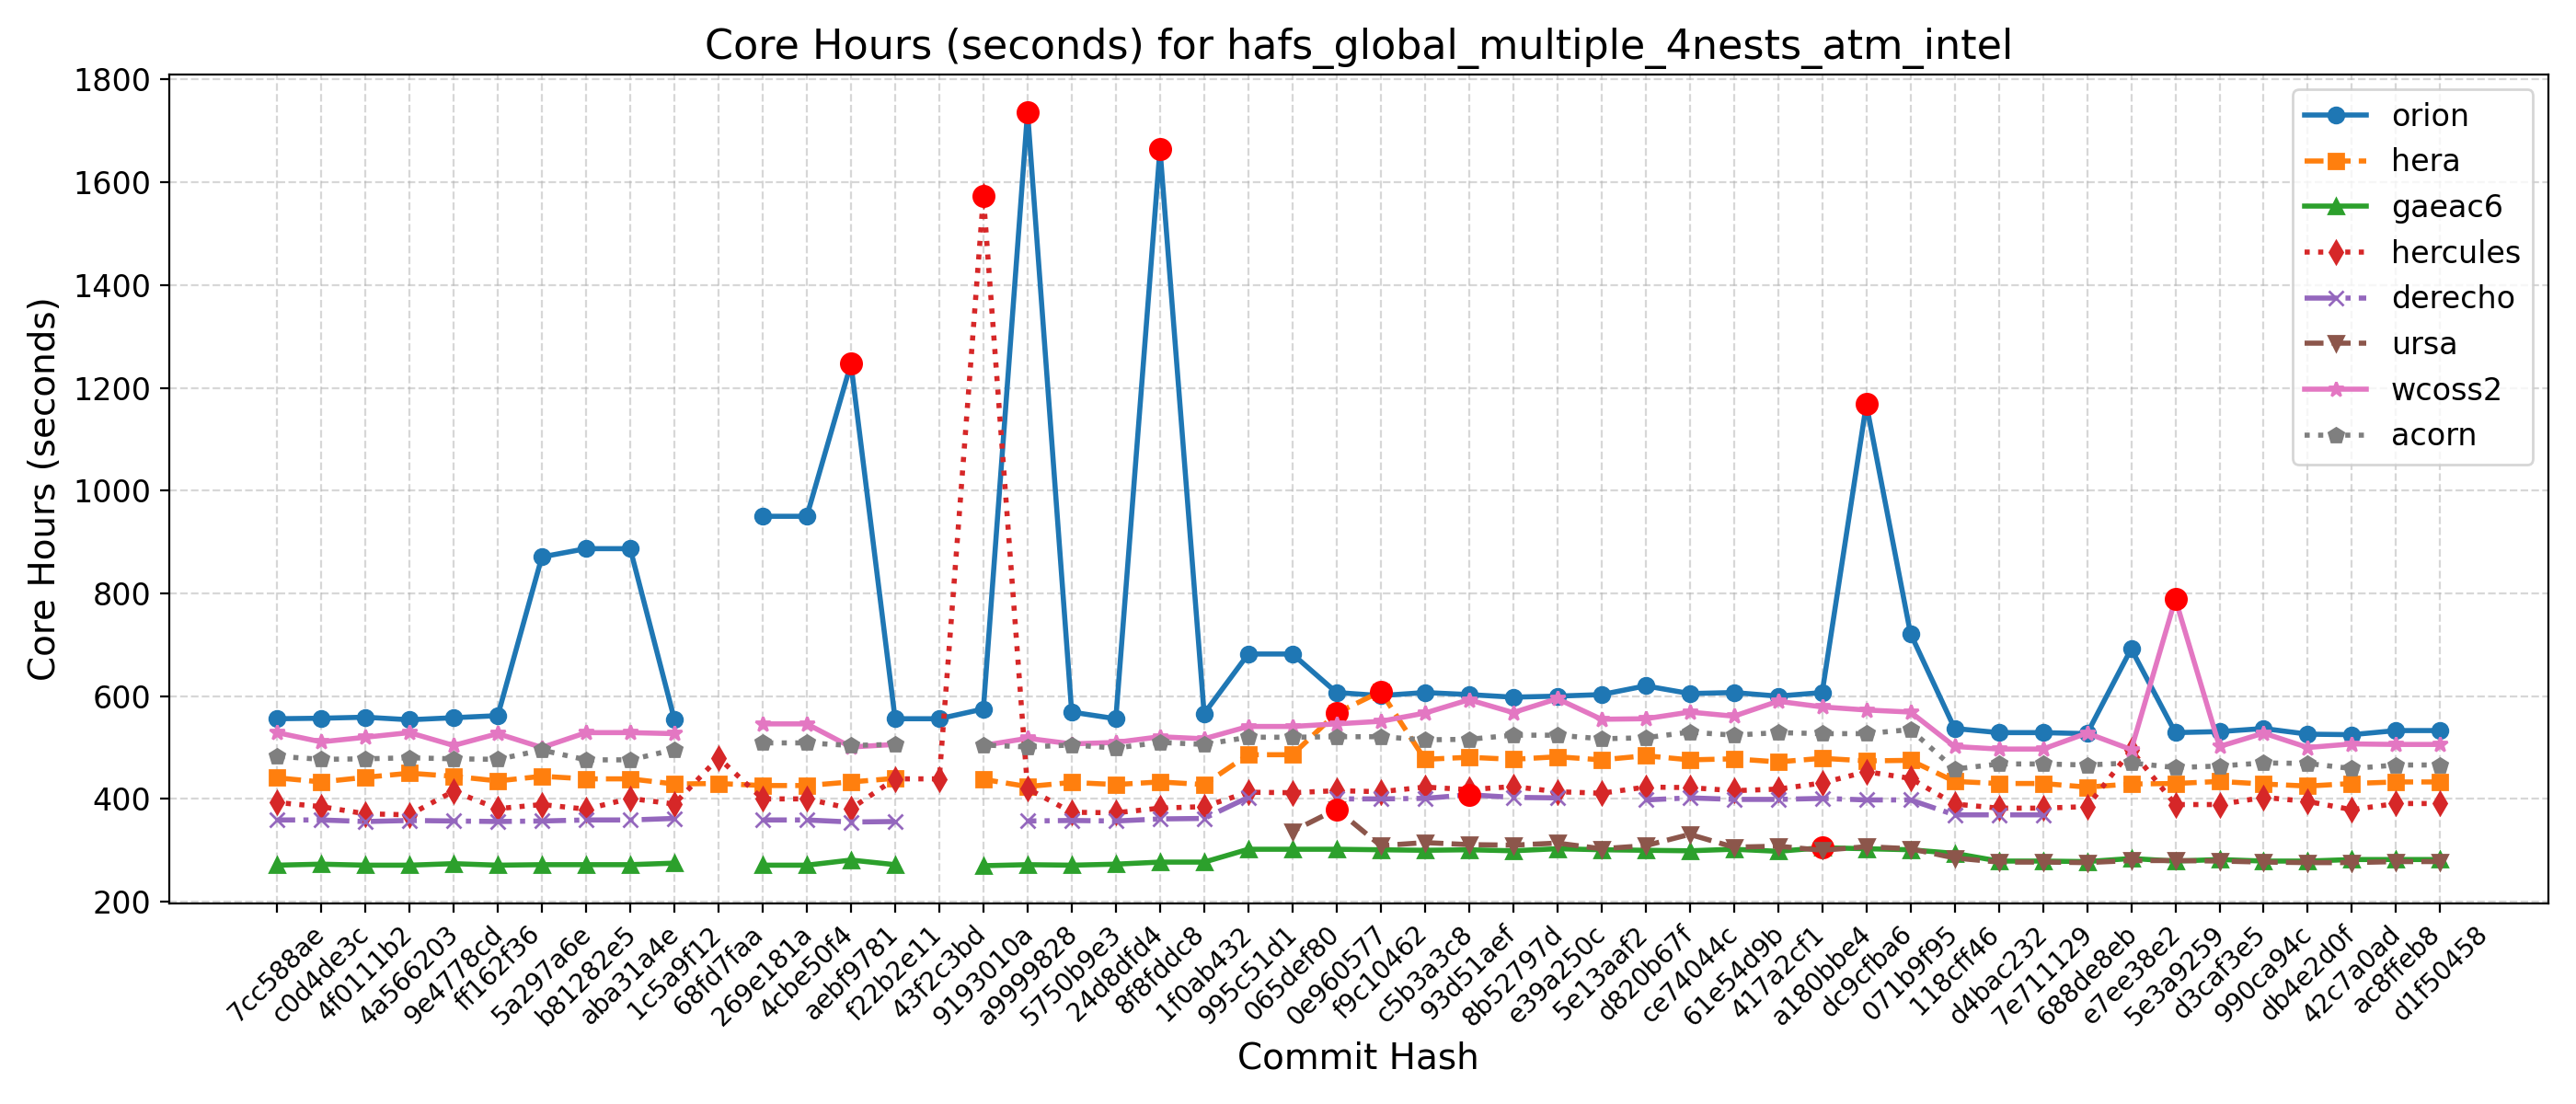 Core Hours (seconds) for hafs_global_multiple_4nests_atm_intel
Core Hours (seconds)
1800
1600
1400
1200
1000
800
600
400
200
orion
hera
gaeac6
hercules
derecho
ursa
wcoss2
acorn
7cc588ae
c0d4de3c
4f0111b2
4a566203
9e4778cd
ff162f36
5a297a6e
b81282e5
aba31a4e
1c5a9f12
68fd7faa
269e181a
4cbe50f4
aebf9781
f22b2e11
43f2c3bd
9193010a
a9999828
5750b9e3
24d8dfd4
8f8fddc8
1f0ab432
995c51d1
065def80
0e960577
f9c10462
c5b3a3c8
93d51aef
8b52797d
e39a250c
5e13aaf2
d820b67f
ce74044c
61e54d9b
417a2cf1
a180bbe4
dc9cfba6
071b9f95
118cff46
d4bac232
7e711129
688de8eb
e7ee38e2
5e3a9259
d3caf3e5
990ca94c
db4e2d0f
42c7a0ad
ac8ffeb8
d1f50458
Commit Hash